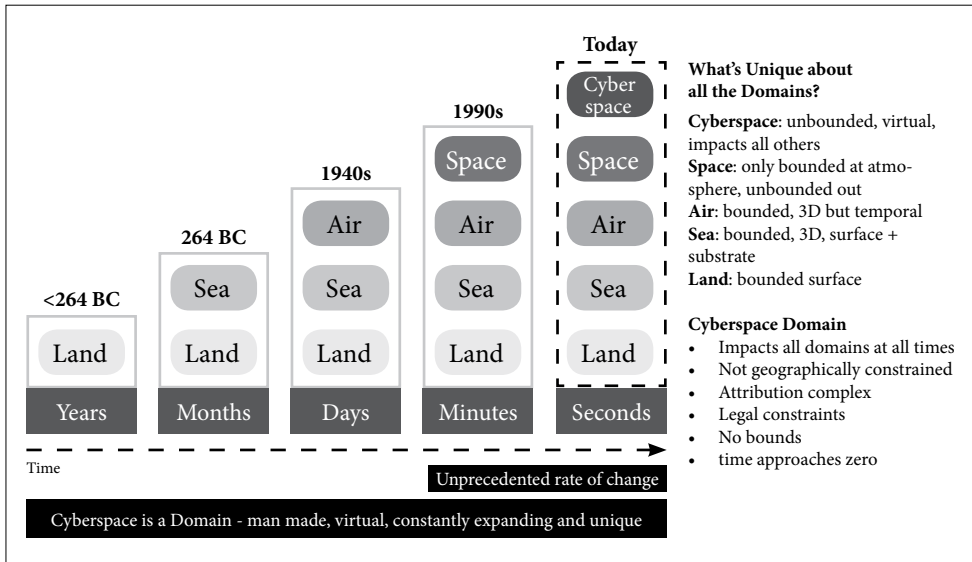 Today
Cyber
space
1990s
Space
Space
1940s
Air
Air
Air
264 BC
Sea
Sea
Sea
Sea
<264 BC
Land
Land
Land
Land
Land
Years
Months
Days
Minutes
Seconds
Time
Unprecedented rate of change
Cyberspace is a Domain - man made, virtual, constantly expanding and unique
What's Unique about
all the Domains?
Cyberspace: unbounded, virtual,
impacts all others
Space: only bounded at atmo-
sphere, unbounded out
Air: bounded, 3D but temporal
Sea: bounded, 3D, surface +
substrate
Land: bounded surface
Cyberspace Domain
• Impacts all domains at all times
• Not geographically constrained
• Attribution complex
• Legal constraints
• No bounds
• time approaches zero